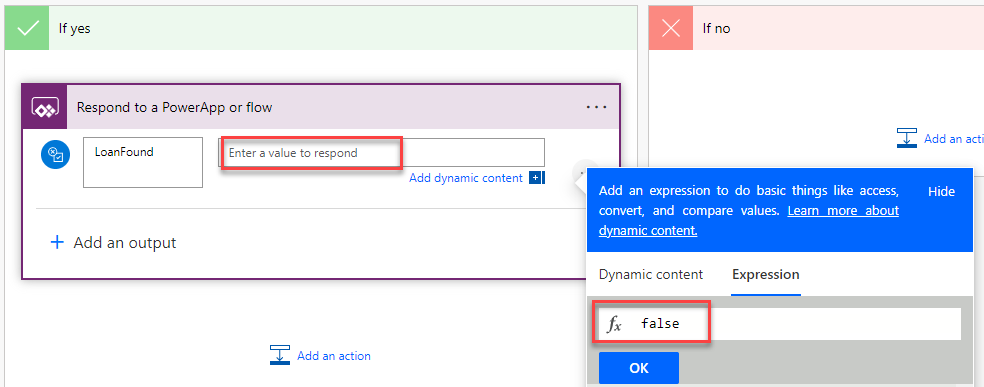 If yes
If no
Respond to a PowerApp or flow
LoanFound
Enter a value to respond
Add dynamic content
Add an action
Add an output
Add an expression to do basic things like access,
convert, and compare values. Learn more about
dynamic content.
Hide
Dynamic content
Expression
fx false
OK
Add an action